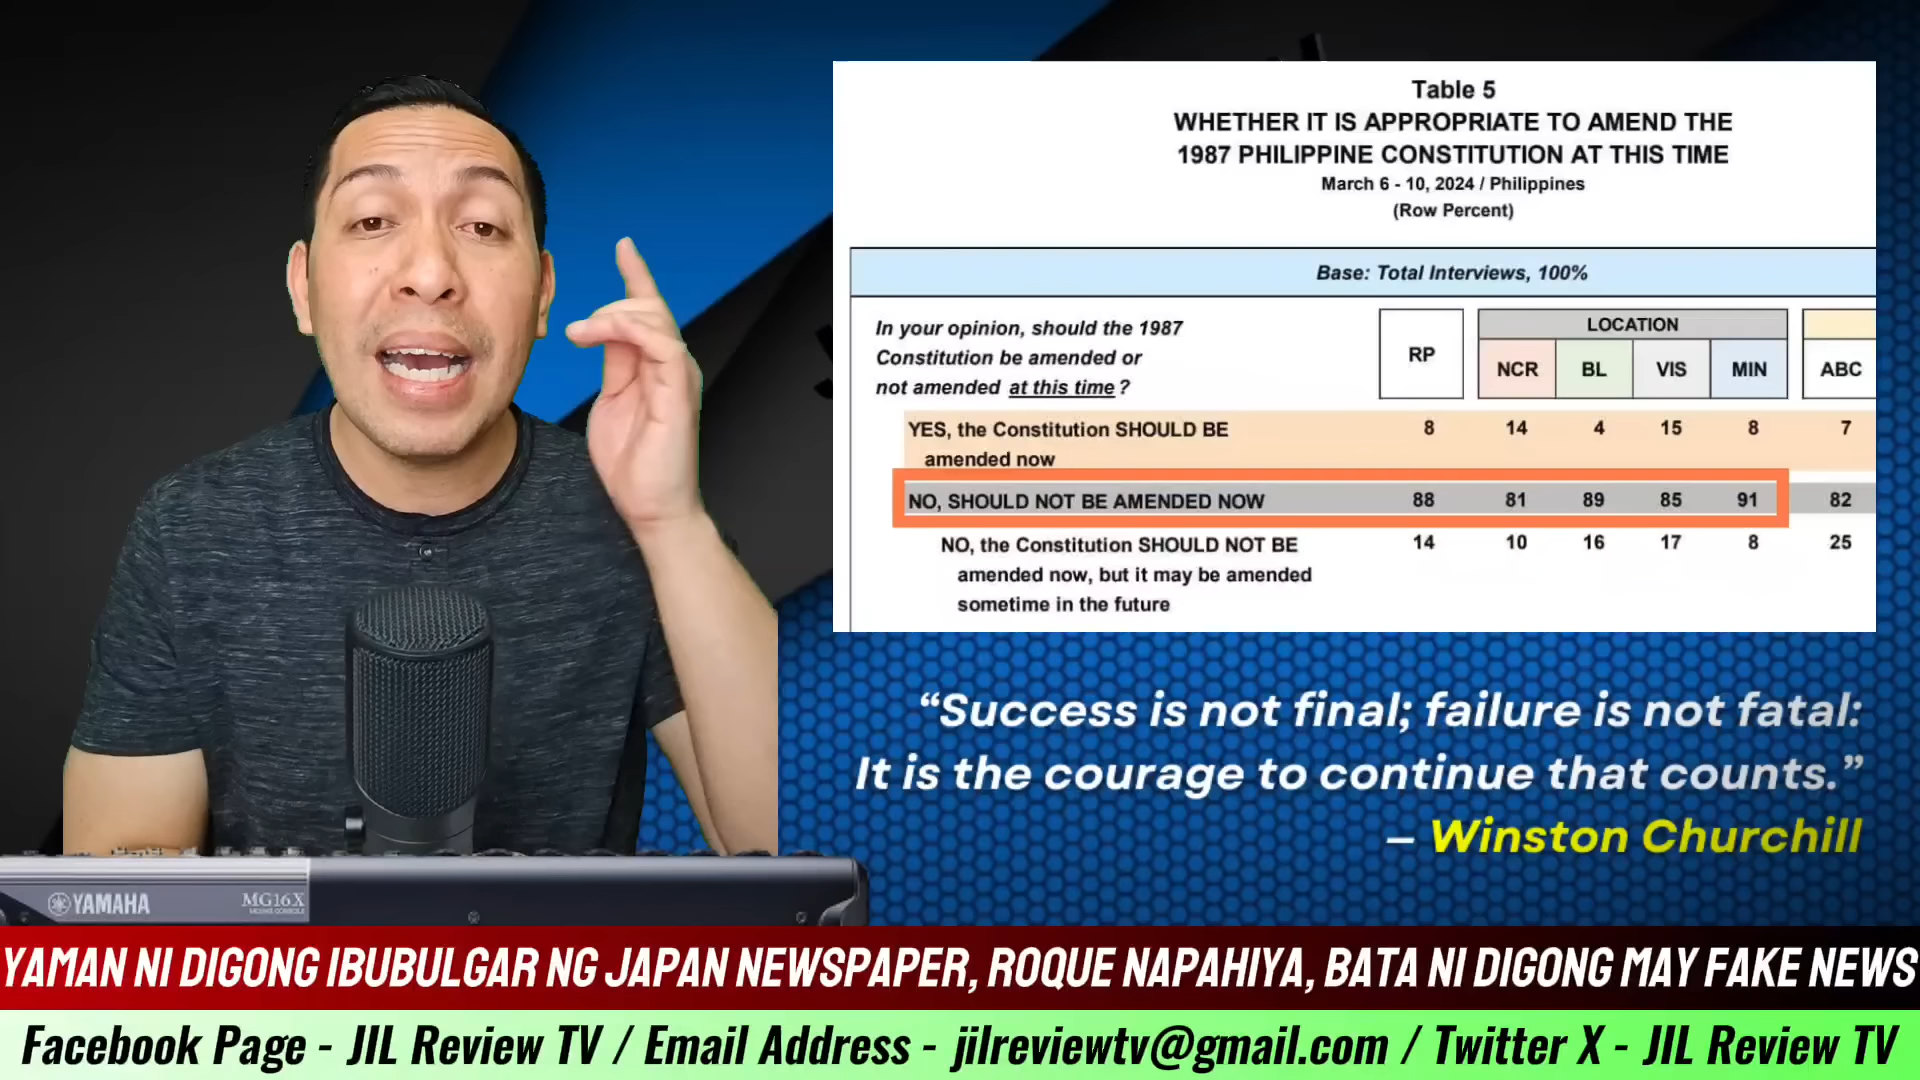 Table 5
WHETHER IT IS APPROPRIATE TO AMEND THE
1987 PHILIPPINE CONSTITUTION AT THIS TIME
March 6 - 10, 2024 / Philippines
(Row Percent)
Base: Total Interviews, 100%
In your opinion, should the 1987
Constitution be amended or
not amended at this time?
RP
LOCATION
NCR BL VIS MIN
ABC
YES, the Constitution SHOULD BE
amended now
8 14 4 15 8 7
NO, SHOULD NOT BE AMENDED NOW 88 81 89 85 91 82
NO, the Constitution SHOULD NOT BE
amended now, but it may be amended
sometime in the future
14 10 16 17 8 25
“Success is not final; failure is not fatal:
It is the courage to continue that counts.”
– Winston Churchill
YAMAHA
MG16X
MIXING CONSOLE
YAMAN NI DIGONG IBUBULGAR NG JAPAN NEWSPAPER, ROQUE NAPAHIYA, BATA NI DIGONG MAY FAKE NEWS
Facebook Page - JIL Review TV / Email Address - jilreviewtv@gmail.com / Twitter X - JIL Review TV